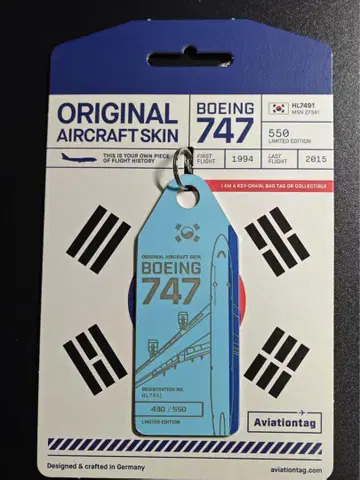 ORIGINAL
AIRCRAFT SKIN
BOEING
747
HL7491
MSN 27341
550
LIMITED EDITION
THIS IS YOUR OWN PIECE
OF FLIGHT HISTORY
FIRST
FLIGHT
1994
LAST
FLIGHT
2015
I AM A KEY CHAIN, BAG TAG OR COLLECTIBLE
ORIGINAL AIRCRAFT SKIN
BOEING
747
REGISTRATION NO.
HL7491
430 / 550
LIMITED EDITION
Aviationtag
Designed & crafted in Germany
aviationtag.com